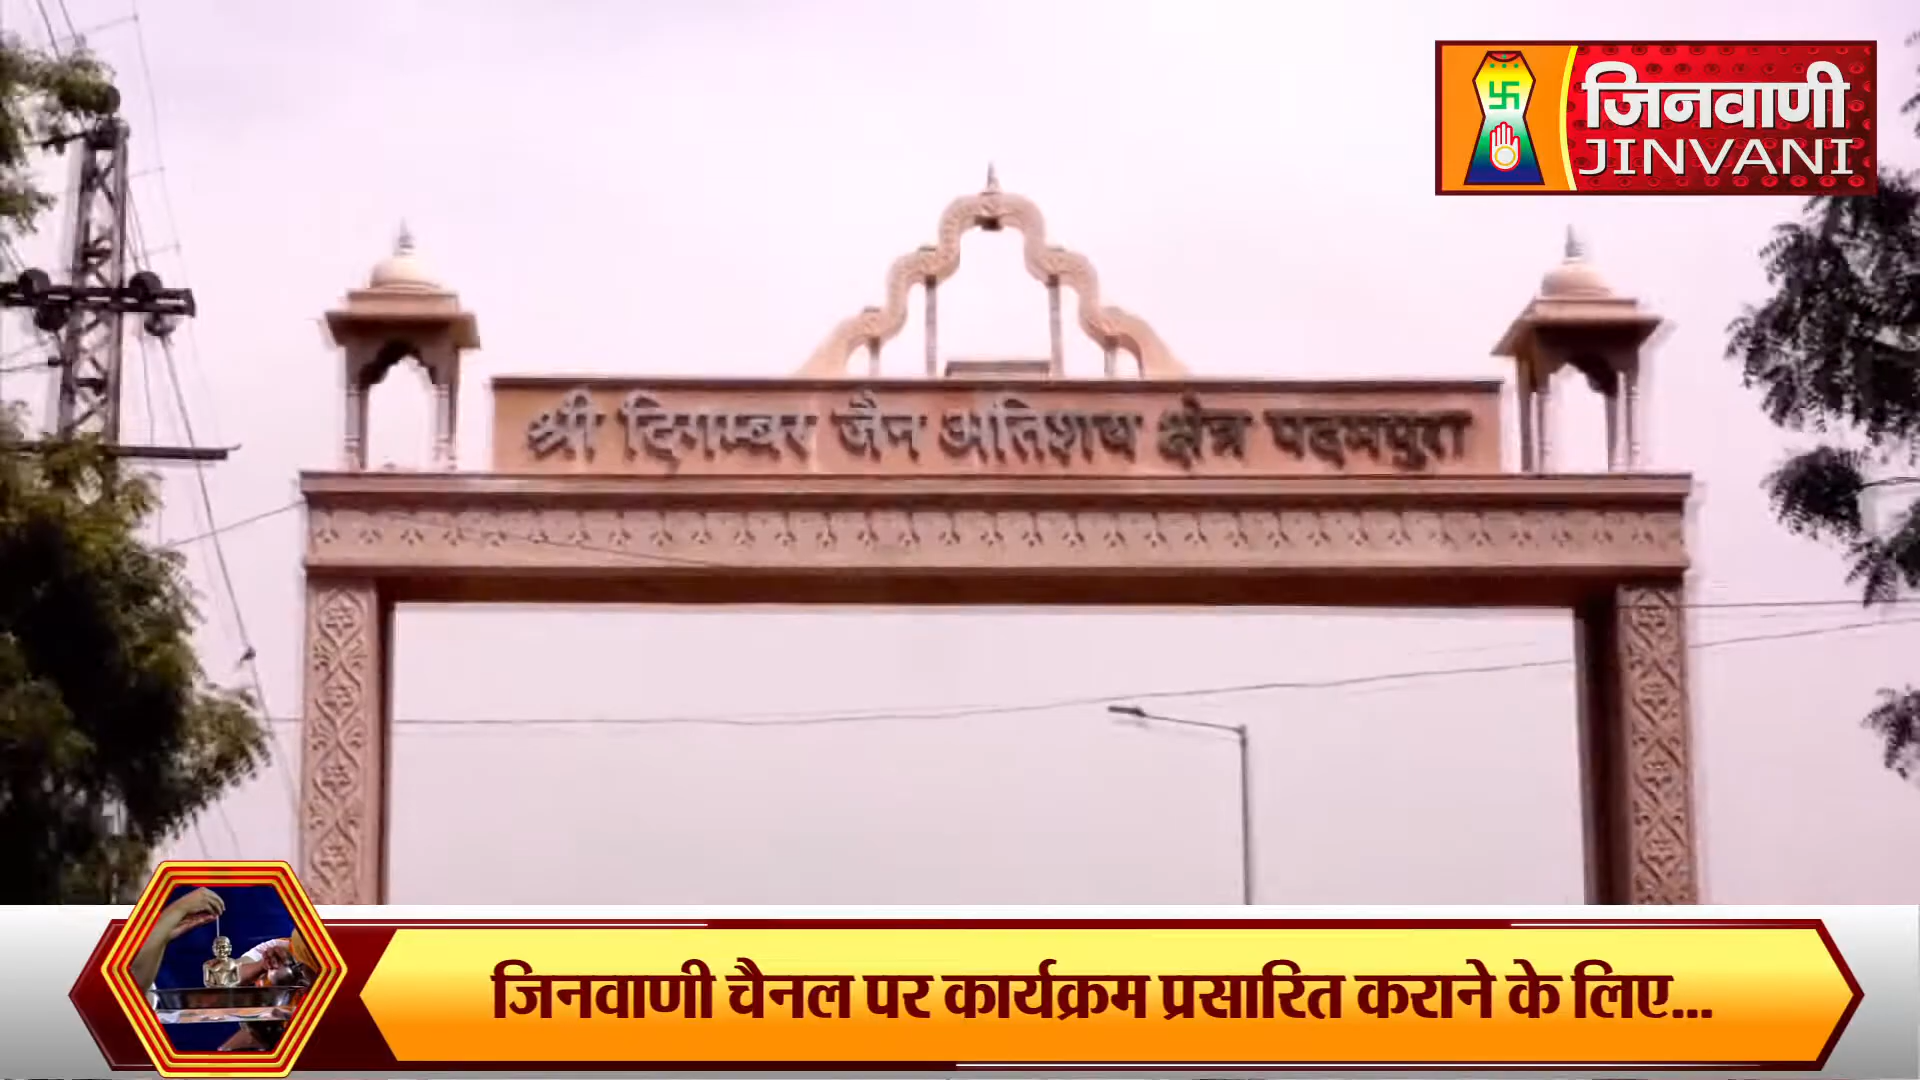 जिनवाणी
JINVANI
श्री दिगम्बर जैन अतिशय क्षेत्र पदमपुरा
जिनवाणी चैनल पर कार्यक्रम प्रसारित कराने के लिए...